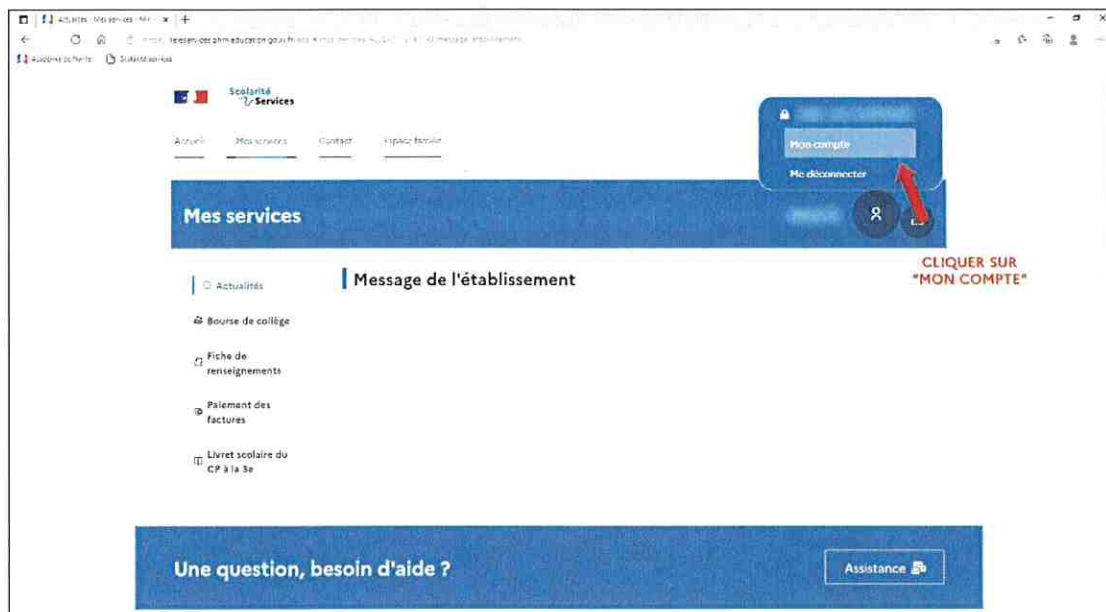 Scolarité
Services
Accueil Mes services Contact Espace famille
Mon compte
Me déconnecter
Mes services
CLIQUER SUR
"MON COMPTE"
Actualités
Message de l'établissement
Bourse de collège
Fiche de
renseignements
Paiement des
factures
Livret scolaire du
CP à la 3e
Une question, besoin d'aide ?
Assistance